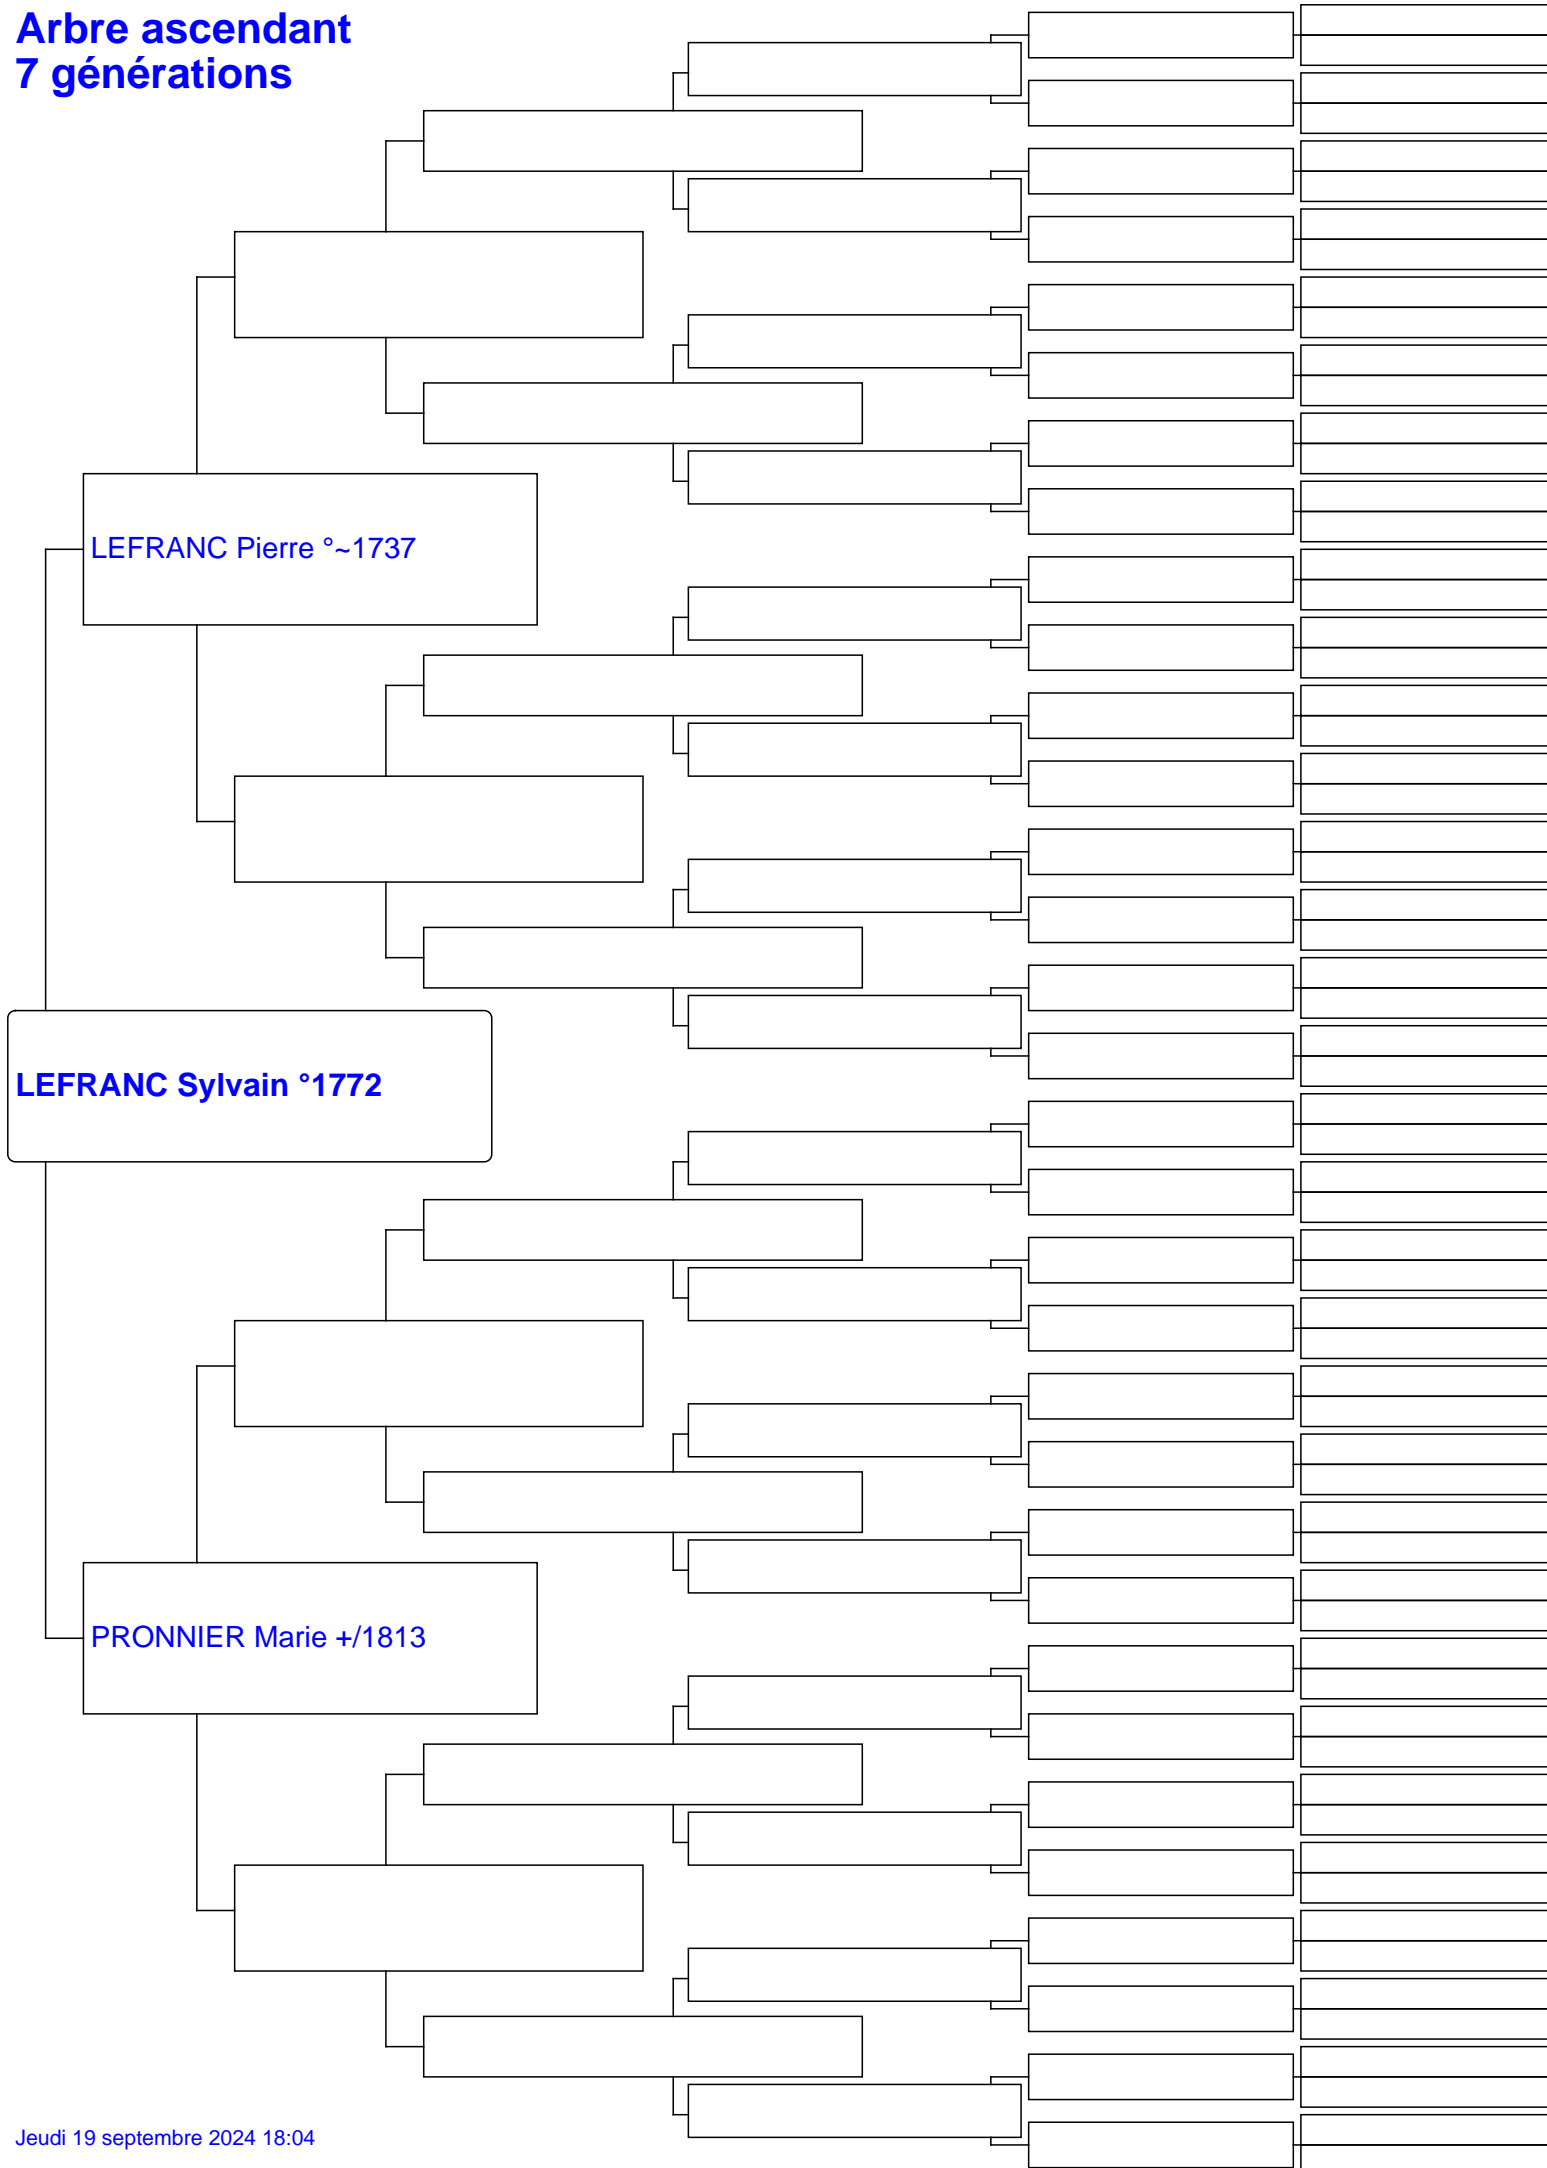 Arbre ascendant
7 générations
LEFRANC Pierre °~1737
LEFRANC Sylvain °1772
PRONNIER Marie +/1813
Jeudi 19 septembre 2024 18:04